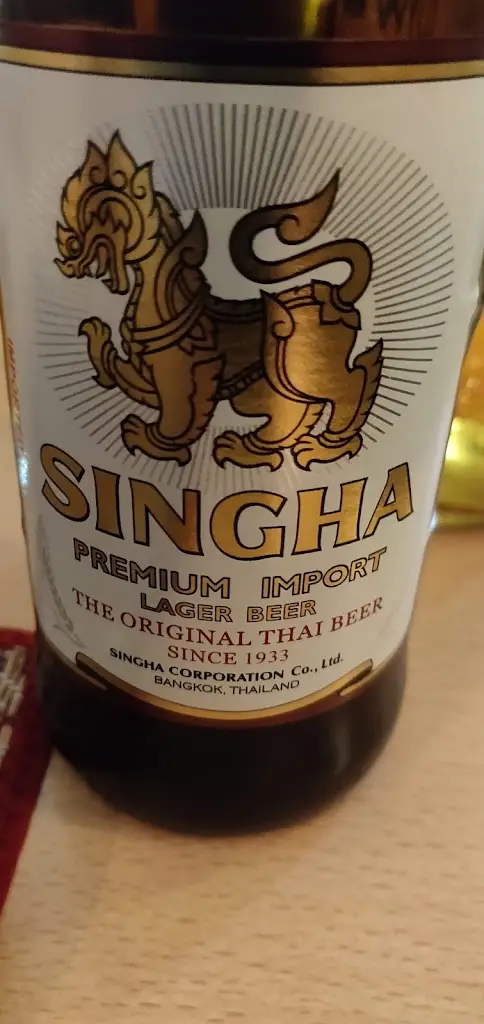 SINGHA
PREMIUM IMPORT
LAGER BEER
THE ORIGINAL THAI BEER
SINCE 1933
SINGHA CORPORATION Co., Ltd.
BANGKOK, THAILAND